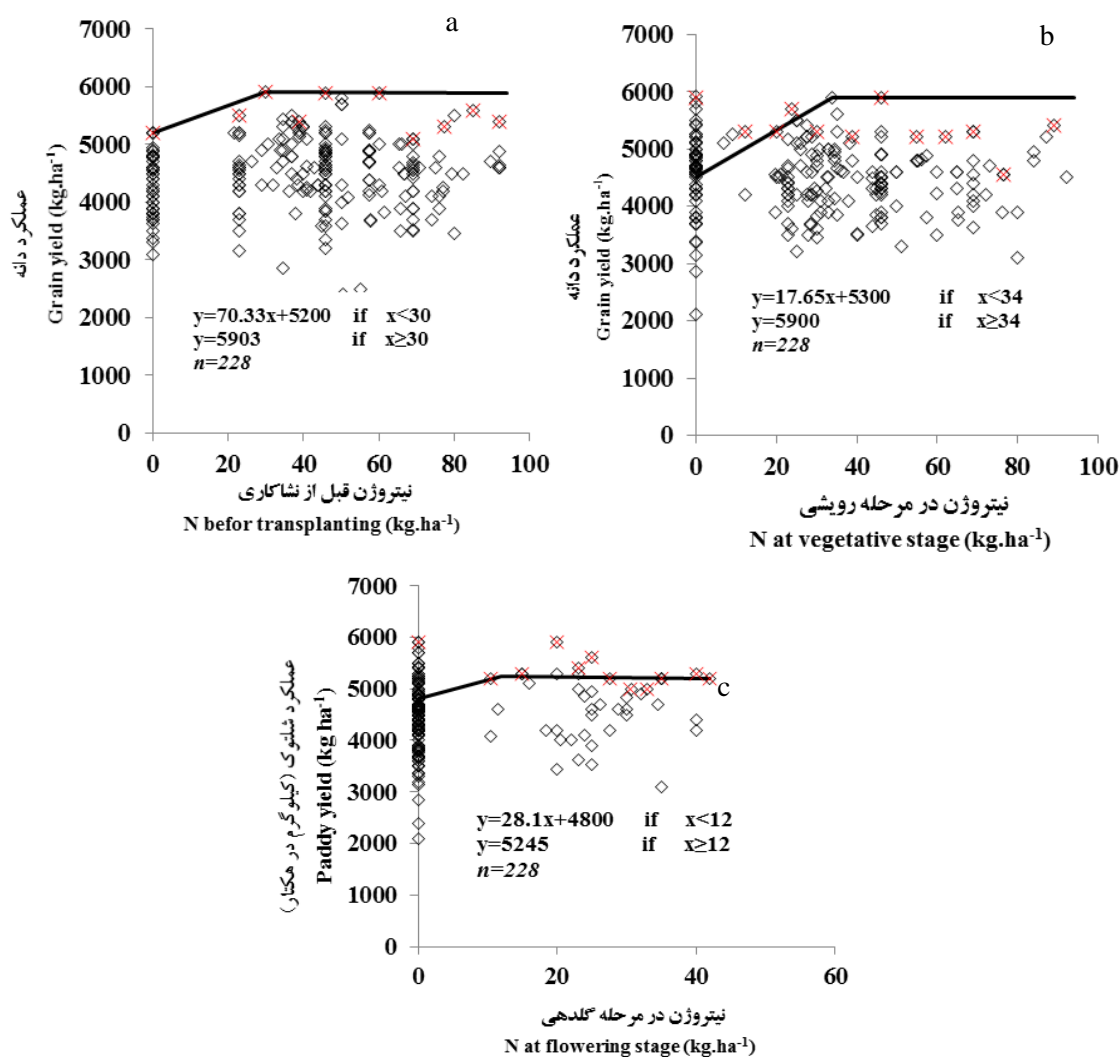 a
7000
6000
5000
4000
3000
2000
1000
0
عملکرد دانه
Grain yield (kg.ha⁻¹)
y=70.33x+5200 if x<30
y=5903 if x≥30
n=228
0 20 40 60 80 100
نیتروژن قبل از نشاکاری
N befor transplanting (kg.ha⁻¹)
b
7000
6000
5000
4000
3000
2000
1000
0
عملکرد دانه
Grain yield (kg.ha⁻¹)
y=17.65x+5300 if x<34
y=5900 if x≥34
n=228
0 20 40 60 80 100
نیتروژن در مرحله رویشی
N at vegetative stage (kg.ha⁻¹)
7000
6000
5000
4000
3000
2000
1000
0
عملکرد شلتوک (کیلوگرم در هکتار)
Paddy yield (kg ha⁻¹)
c
y=28.1x+4800 if x<12
y=5245 if x≥12
n=228
0 20 40 60
نیتروژن در مرحله گلدهی
N at flowering stage (kg.ha⁻¹)